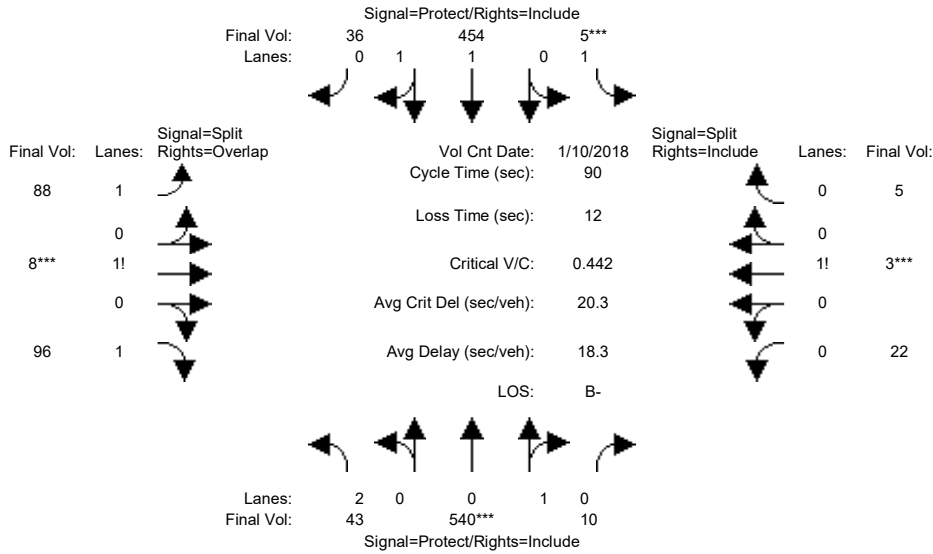 Signal=Protect/Rights=Include
Final Vol: 36 454 5***
Lanes: 0 1 1 0 1
Signal=Split
Final Vol: Lanes: Rights=Overlap
Vol Cnt Date: 1/10/2018
Signal=Split
Rights=Include Lanes: Final Vol:
Cycle Time (sec): 90
88 1
0 5
Loss Time (sec): 12
0
0
8*** 1!
Critical V/C: 0.442
1! 3***
0
Avg Crit Del (sec/veh): 20.3
0
96 1
Avg Delay (sec/veh): 18.3
0 22
LOS: B-
Lanes: 2 0 0 1 0
Final Vol: 43 540*** 10
Signal=Protect/Rights=Include